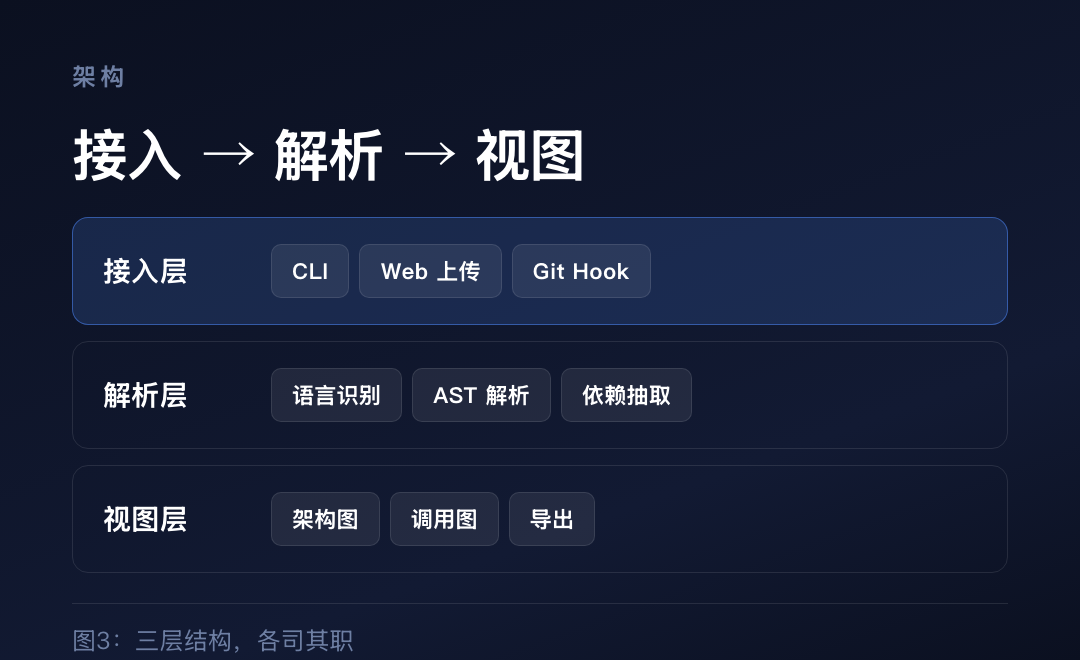 架构
接入 → 解析 → 视图
接入层 CLI Web 上传 Git Hook
解析层 语言识别 AST 解析 依赖抽取
视图层 架构图 调用图 导出
图3：三层结构，各司其职